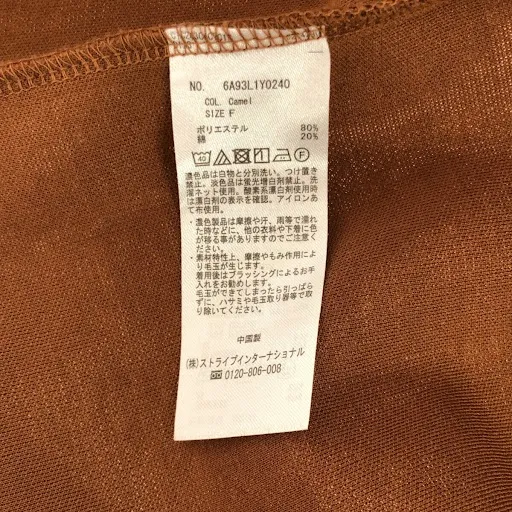 NO. 6A93L1Y0240
COL. Camel
SIZE F
ポリエステル 80%
綿 20%
40 F
濃色品は白物と分別洗い。つけ置き
禁止。淡色品は蛍光増白剤禁止。洗
濯ネット使用。酸素系漂白剤使用時
は漂白剤の表示を確認。アイロンあ
て布使用。
・濃色製品は摩擦や汗、雨等で濡れ
た時などに、他の衣料や下着に色
が移る事がありますのでご注意く
ださい。
・素材特性上、摩擦やもみ作用によ
り毛玉が生じます。
着用後はブラッシングによるお手
入れをお勧めします。
毛玉ができてしまったら引っぱら
ずに、ハサミや毛玉取り器等で取
り除いてください。
中国製
(株)ストライプインターナショナル
0120-806-008